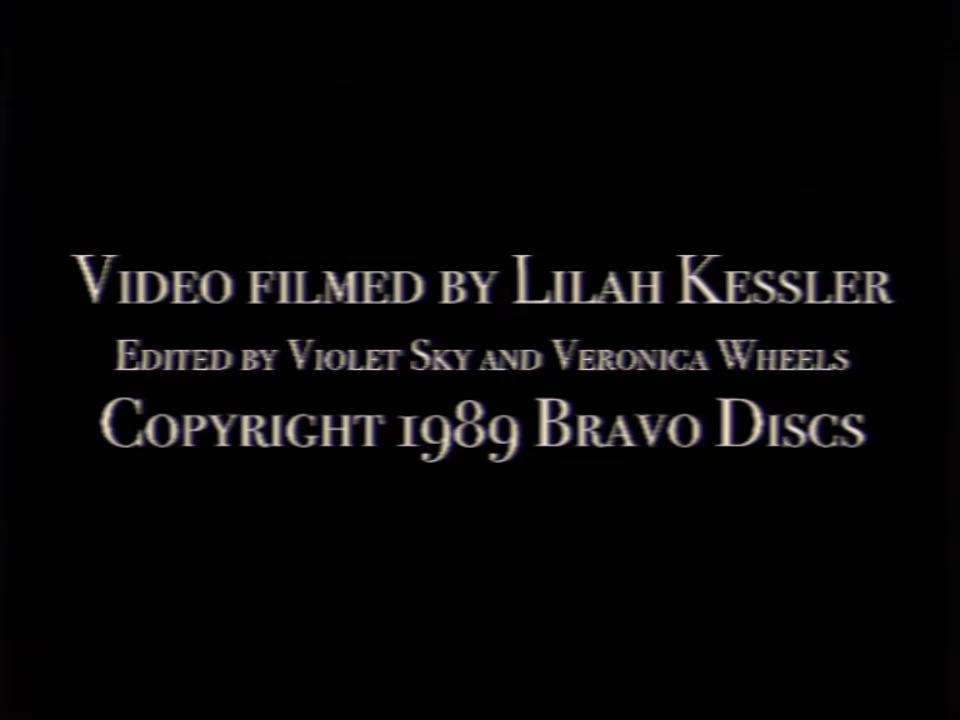 Video filmed by Lilah Kessler
Edited by Violet Sky and Veronica Wheels
Copyright 1989 Bravo Discs